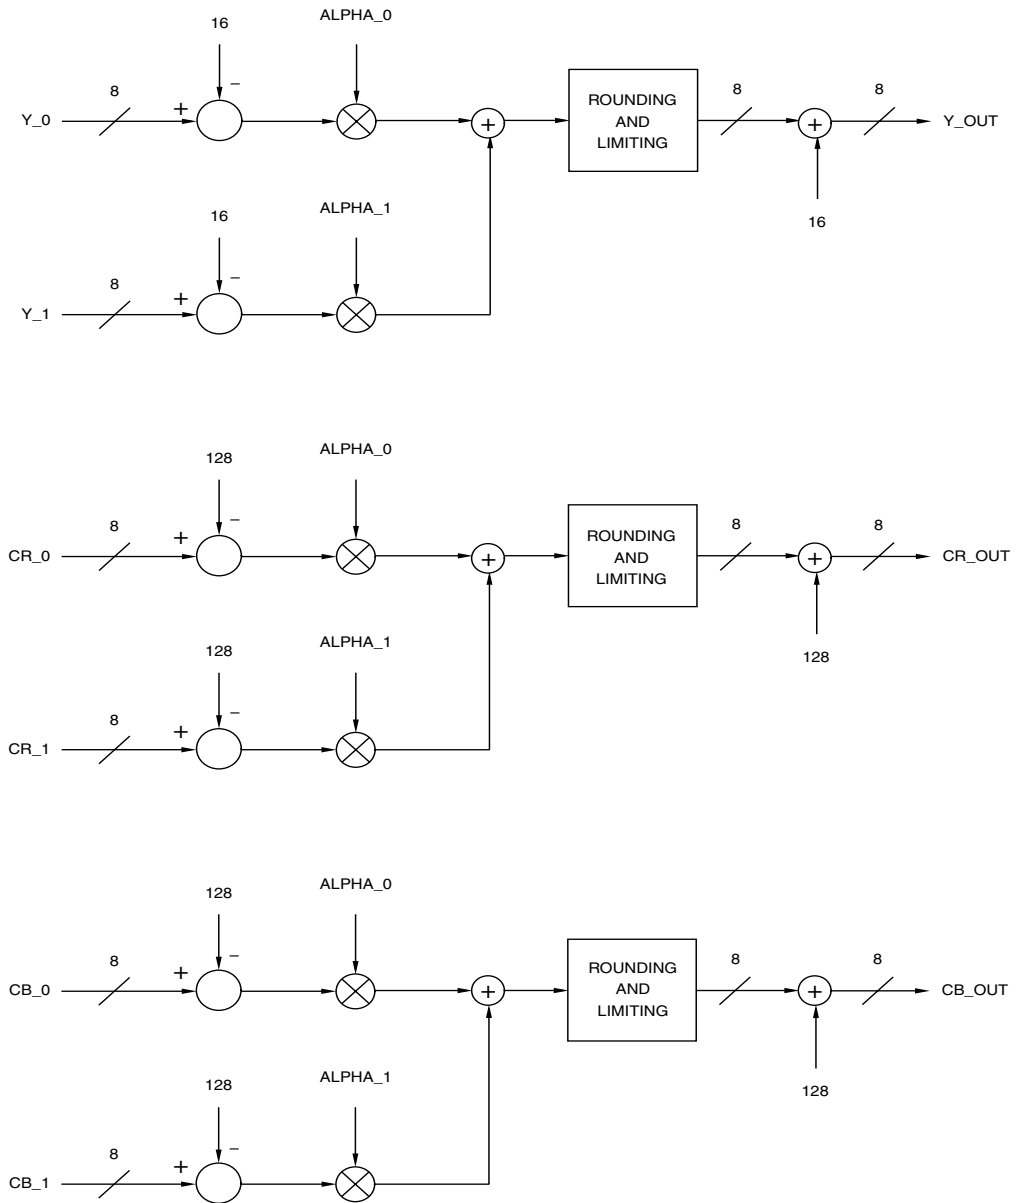 16
ALPHA_0
8
–
+
Y_0
ROUNDING
AND
LIMITING
8
8
+
+
Y_OUT
16
16
ALPHA_1
8
–
+
Y_1
128
ALPHA_0
8
–
+
CR_0
ROUNDING
AND
LIMITING
8
8
+
+
CR_OUT
128
128
ALPHA_1
8
–
+
CR_1
128
ALPHA_0
8
–
+
CB_0
ROUNDING
AND
LIMITING
8
8
+
+
CB_OUT
128
128
ALPHA_1
8
–
+
CB_1